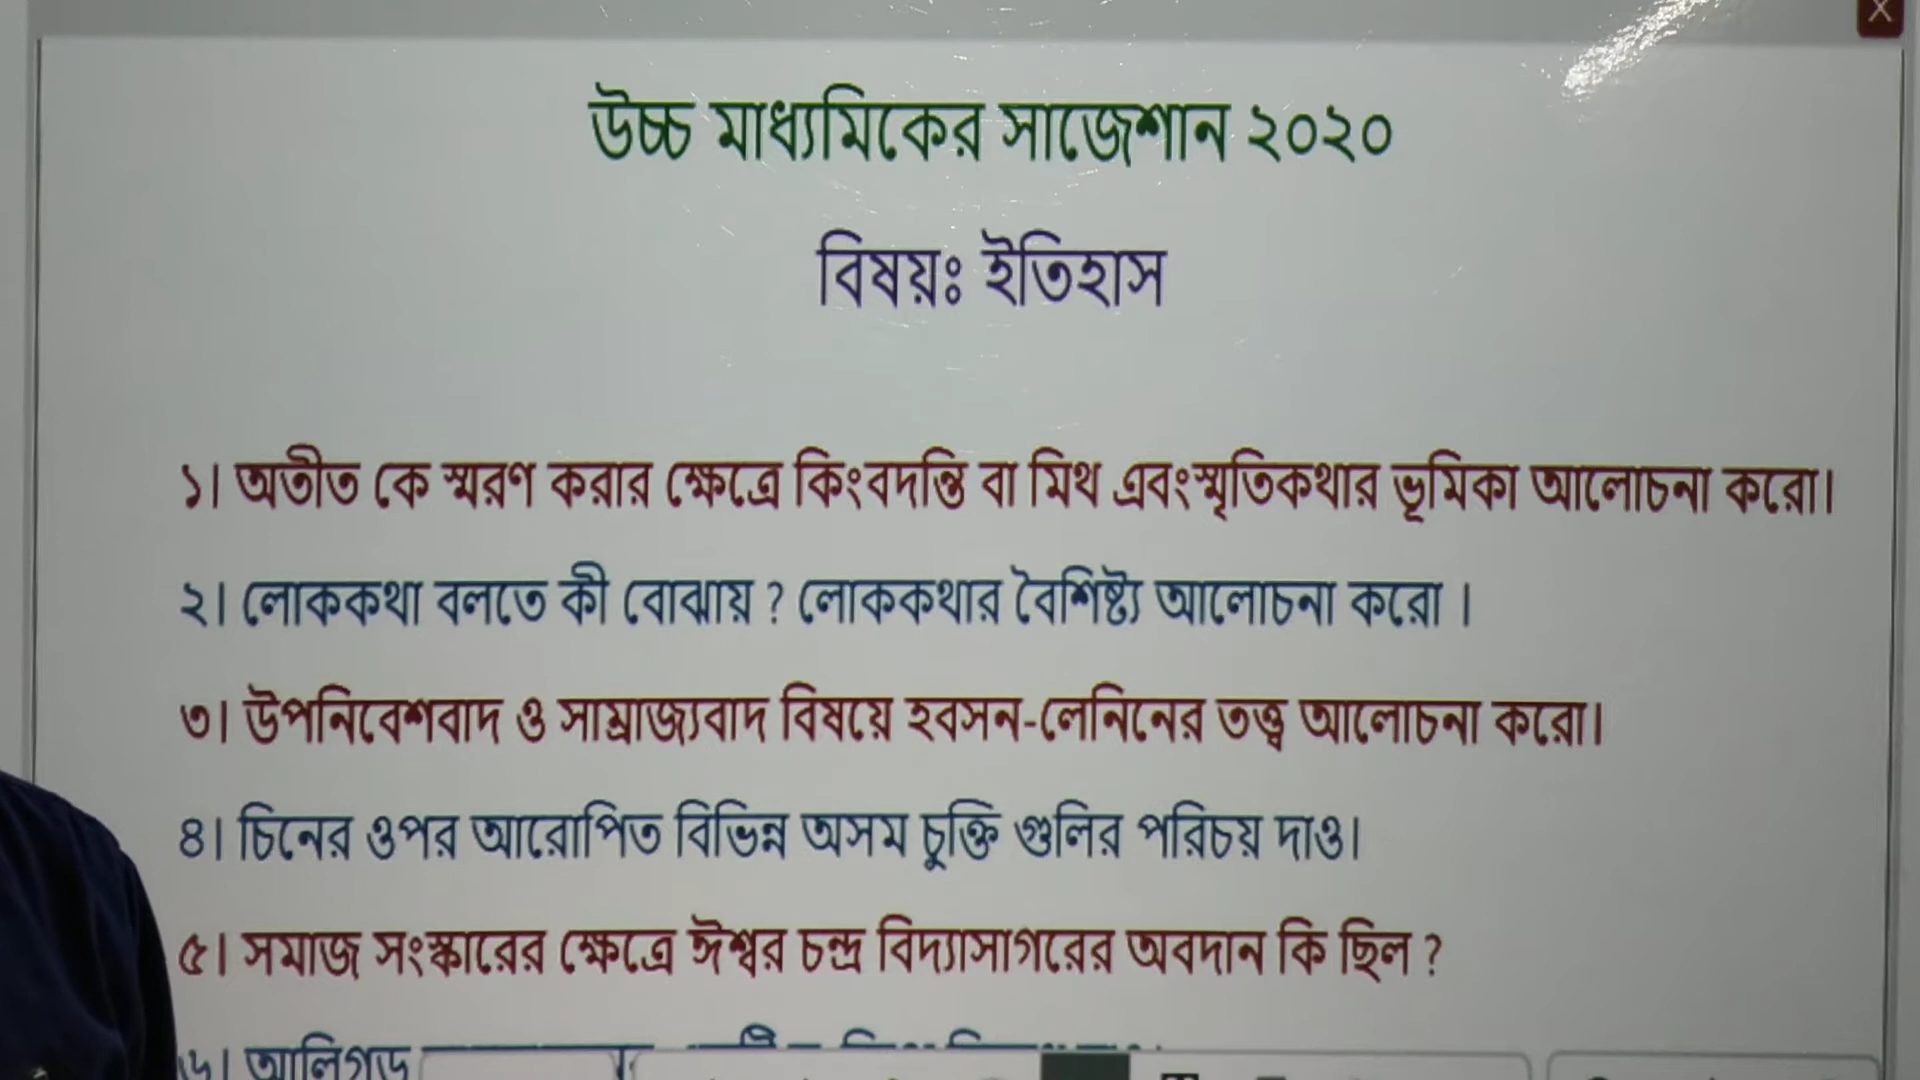 X
উচ্চ মাধ্যমিকের সাজেশান ২০২০
বিষয়ঃ ইতিহাস
১। অতীত কে স্মরণ করার ক্ষেত্রে কিংবদন্তি বা মিথ এবংস্মৃতিকথার ভূমিকা আলোচনা করো।
২। লোককথা বলতে কী বোঝায় ? লোককথার বৈশিষ্ট্য আলোচনা করো ।
৩। উপনিবেশবাদ ও সাম্রাজ্যবাদ বিষয়ে হবসন-লেনিনের তত্ত্ব আলোচনা করো।
৪। চিনের ওপর আরোপিত বিভিন্ন অসম চুক্তি গুলির পরিচয় দাও।
৫। সমাজ সংস্কারের ক্ষেত্রে ঈশ্বর চন্দ্র বিদ্যাসাগরের অবদান কি ছিল ?
৬। আলিগড়